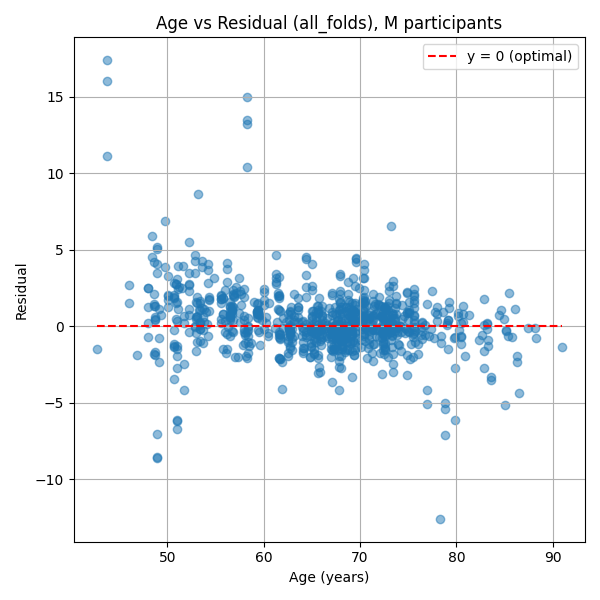 Age vs Residual (all_folds), M participants
y = 0 (optimal)
15
10
5
0
−5
−10
Residual
50 60 70 80 90
Age (years)